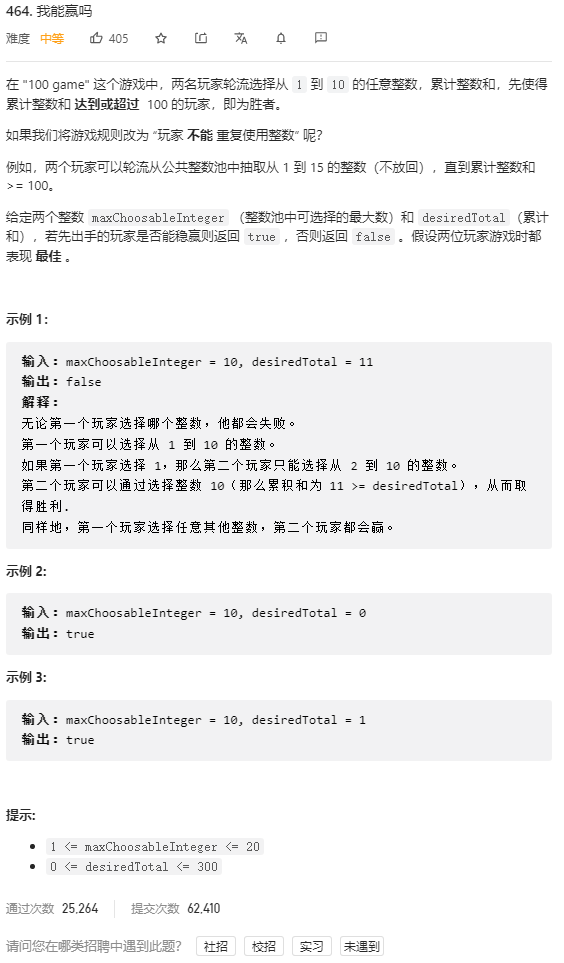 464. 我能赢吗
难度 中等 405
在 "100 game" 这个游戏中，两名玩家轮流选择从 1 到 10 的任意整数，累计整数和，先使得
累计整数和 达到或超过 100 的玩家，即为胜者。
如果我们将游戏规则改为 “玩家 不能 重复使用整数” 呢？
例如，两个玩家可以轮流从公共整数池中抽取从 1 到 15 的整数（不放回），直到累计整数和
>= 100。
给定两个整数 maxChoosableInteger （整数池中可选择的最大数）和 desiredTotal（累计
和），若先出手的玩家是否能稳赢则返回 true ，否则返回 false 。假设两位玩家游戏时都
表现 最佳 。
示例 1：
输入：maxChoosableInteger = 10, desiredTotal = 11
输出：false
解释：
无论第一个玩家选择哪个整数，他都会失败。
第一个玩家可以选择从 1 到 10 的整数。
如果第一个玩家选择 1，那么第二个玩家只能选择从 2 到 10 的整数。
第二个玩家可以通过选择整数 10（那么累积和为 11 >= desiredTotal），从而取
得胜利.
同样地，第一个玩家选择任意其他整数，第二个玩家都会赢。
示例 2:
输入：maxChoosableInteger = 10, desiredTotal = 0
输出：true
示例 3:
输入：maxChoosableInteger = 10, desiredTotal = 1
输出：true
提示:
1 <= maxChoosableInteger <= 20
0 <= desiredTotal <= 300
通过次数 25,264 提交次数 62,410
请问您在哪类招聘中遇到此题？ 社招 校招 实习 未遇到